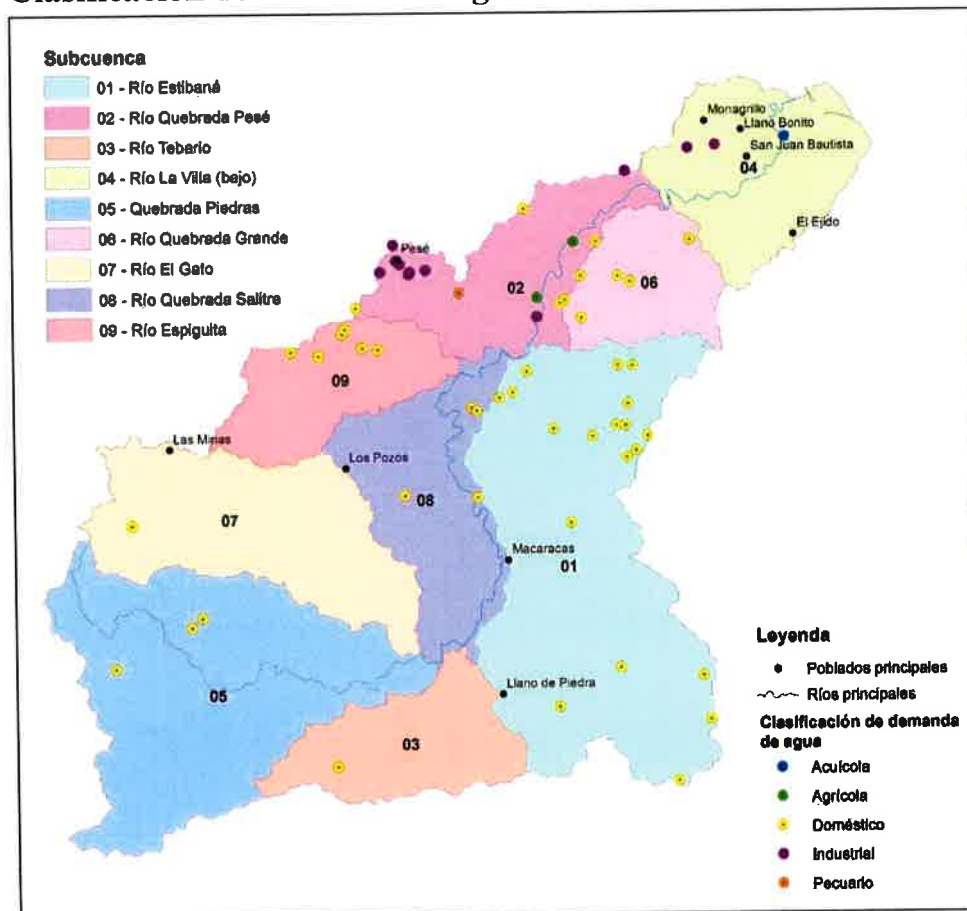 Subcuenca
01 - Río Estibaná
02 - Río Quebrada Pesé
03 - Río Tebario
04 - Río La Villa (bajo)
05 - Quebrada Piedras
06 - Río Quebrada Grande
07 - Río El Gato
08 - Río Quebrada Salitre
09 - Río Espiguita
Monagrillo
Llano Bonito
San Juan Bautista
04
El Ejido
Pesé
02
06
09
Las Minas
Los Pozos
08
07
Macaracas
01
Llano de Piedra
05
03
Leyenda
Poblados principales
Ríos principales
Clasificación de demanda
de agua
Acuícola
Agrícola
Doméstico
Industrial
Pecuario